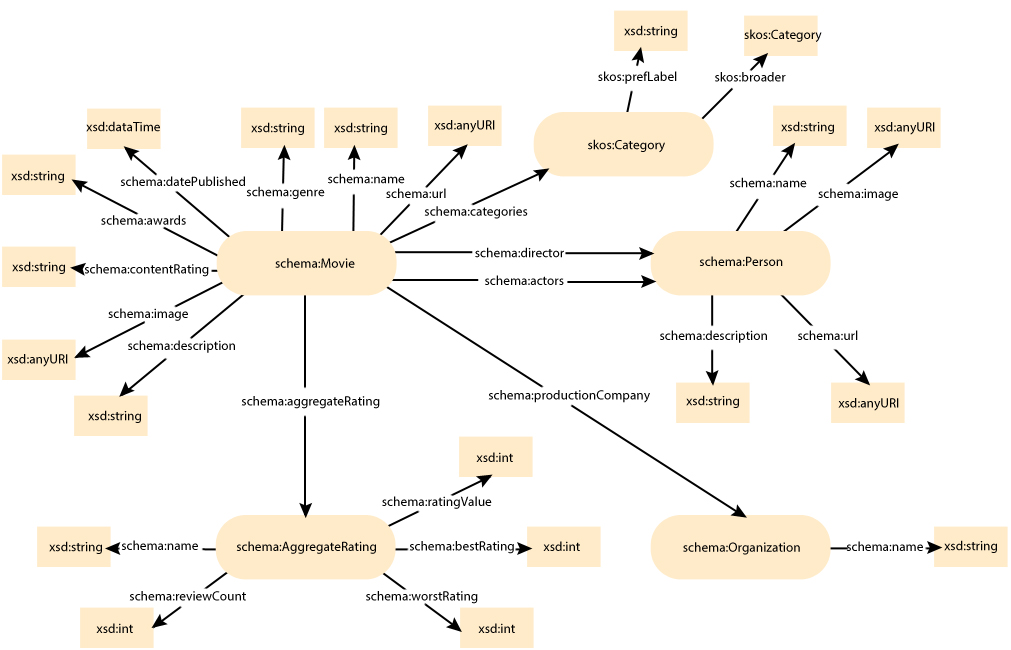 xsd:string
skos:Category
skos:prefLabel
skos:broader
xsd:dataTime
xsd:string
xsd:string
xsd:anyURI
skos:Category
xsd:string
xsd:anyURI
xsd:string
schema:datePublished
schema:genre
schema:name
schema:url
schema:categories
schema:name
schema:image
schema:awards
xsd:string
schema:contentRating
schema:Movie
schema:director
schema:actors
schema:Person
schema:image
schema:description
xsd:anyURI
xsd:string
schema:description
schema:url
schema:aggregateRating
schema:productionCompany
xsd:string
xsd:anyURI
xsd:int
schema:ratingValue
xsd:string
schema:name
schema:AggregateRating
schema:bestRating
xsd:int
schema:Organization
schema:name
xsd:string
schema:reviewCount
schema:worstRating
xsd:int
xsd:int